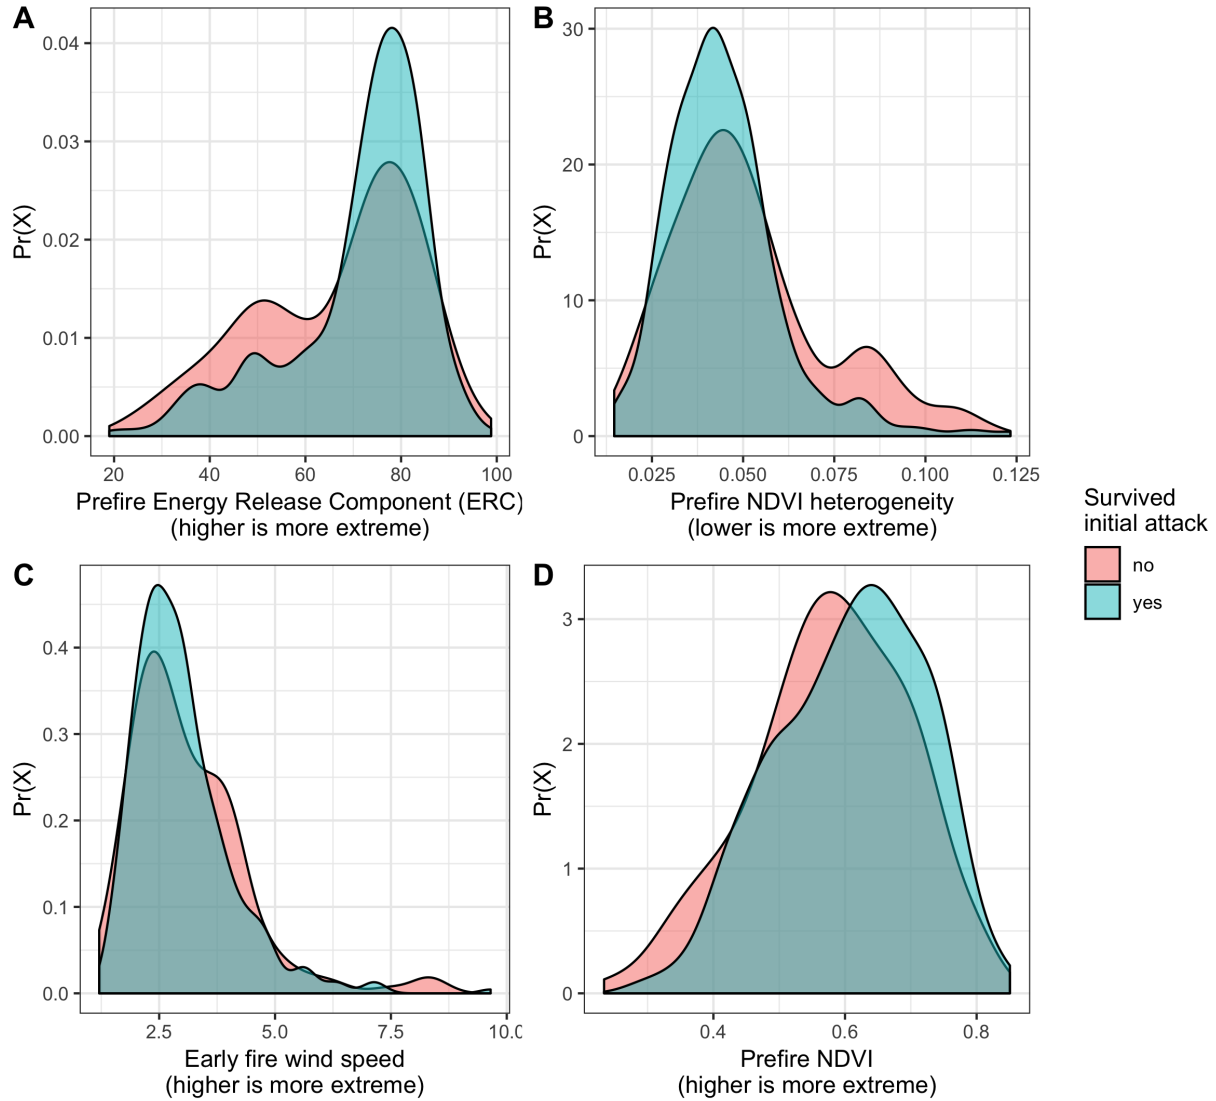 A
Pr(X)
0.04
0.03
0.02
0.01
0.00
20 40 60 80 100
Prefire Energy Release Component (ERC)
(higher is more extreme)
B
Pr(X)
30
20
10
0
0.025 0.050 0.075 0.100 0.125
Prefire NDVI heterogeneity
(lower is more extreme)
C
Pr(X)
0.4
0.3
0.2
0.1
0.0
2.5 5.0 7.5 10.0
Early fire wind speed
(higher is more extreme)
D
Pr(X)
3
2
1
0
0.4 0.6 0.8
Prefire NDVI
(higher is more extreme)
Survived
initial attack
no
yes